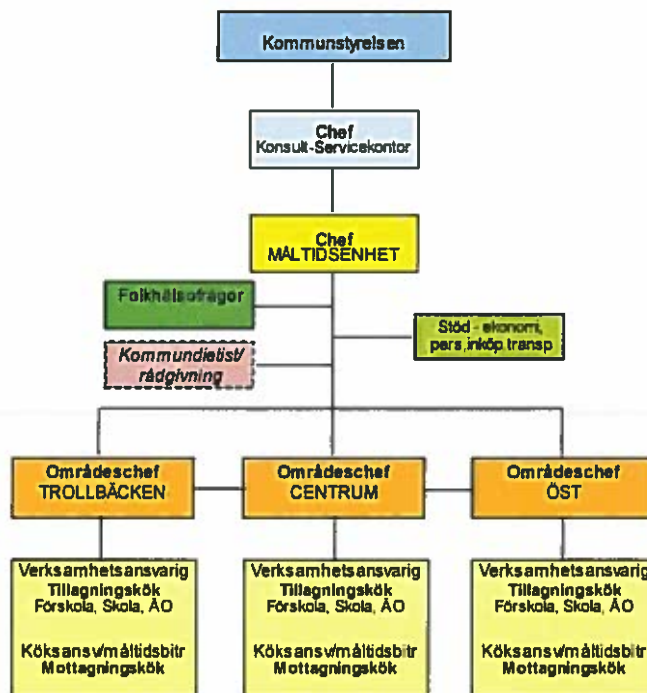 Kommunstyrelsen
Chef
Konsult-Servicekontor
Chef
MÅLTIDSENHET
Folkhälsofrågor
Stöd - ekonomi,
pers,inköp,transp
Kommundietist/
rådgivning
Områdeschef
TROLLBÄCKEN
Områdeschef
CENTRUM
Områdeschef
ÖST
Verksamhetsansvarig
Tillagningskök
Förskola, Skola, ÄO
Köksansv/måltidsbitr
Mottagningskök
Verksamhetsansvarig
Tillagningskök
Förskola, Skola, ÄO
Köksansv/måltidsbitr
Mottagningskök
Verksamhetsansvarig
Tillagningskök
Förskola, Skola, ÄO
Köksansv/måltidsbitr
Mottagningskök